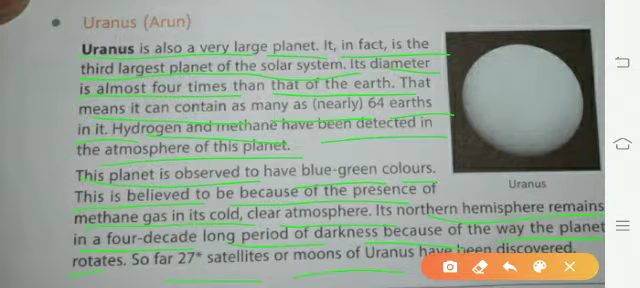 Uranus (Arun)
Uranus is also a very large planet. It, in fact, is the
third largest planet of the solar system. Its diameter
is almost four times than that of the earth. That
means it can contain as many as (nearly) 64 earths
in it. Hydrogen and methane have been detected in
the atmosphere of this planet.
This planet is observed to have blue-green colours.
This is believed to be because of the presence of
methane gas in its cold, clear atmosphere. Its northern hemisphere remains
in a four-decade long period of darkness because of the way the planet
rotates. So far 27* satellites or moons of Uranus have been discovered.
Uranus